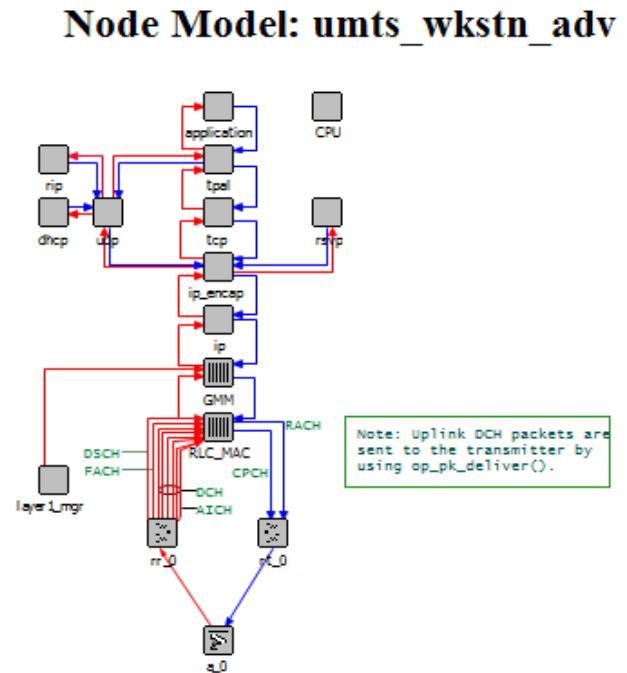 Node Model: umts_wkstn_adv
application
CPU
rip
tpal
dhcp
udp
tcp
rsvp
ip_encap
ip
GMM
RLC_MAC
RACH
DSCH
FACH
CPCH
DCH
AICH
layer1_mgr
rr_0
rt_0
a_0
Note: Uplink DCH packets are
sent to the transmitter by
using op_pk_deliver().